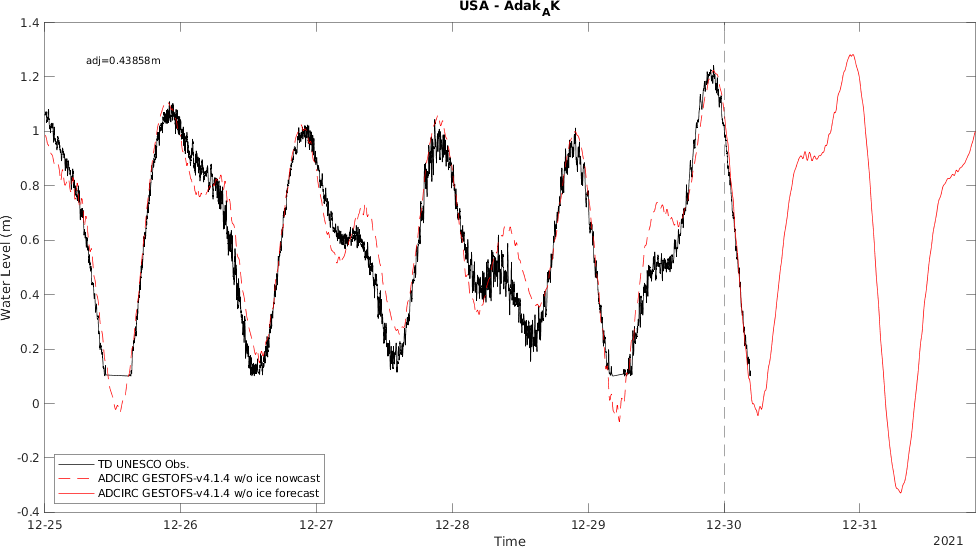 USA - Adak_AK
1.4
1.2
1
0.8
0.6
0.4
0.2
0
-0.2
-0.4
Water Level (m)
adj=0.43858m
TD UNESCO Obs.
ADCIRC GESTOFS-v4.1.4 w/o ice nowcast
ADCIRC GESTOFS-v4.1.4 w/o ice forecast
12-25
12-26
12-27
12-28
12-29
12-30
12-31
Time
2021